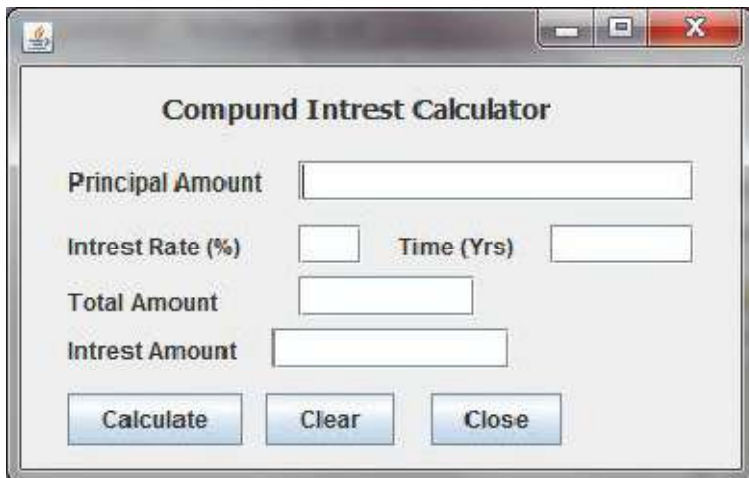 Compund Intrest Calculator
Principal Amount
Intrest Rate (%) Time (Yrs)
Total Amount
Intrest Amount
Calculate Clear Close